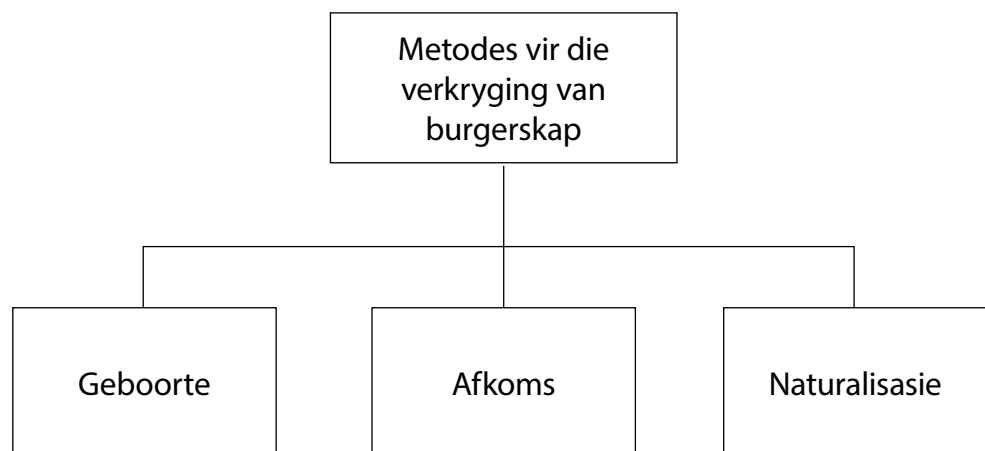 Metodes vir die
verkryging van
burgerskap
Geboorte
Afkoms
Naturalisasie